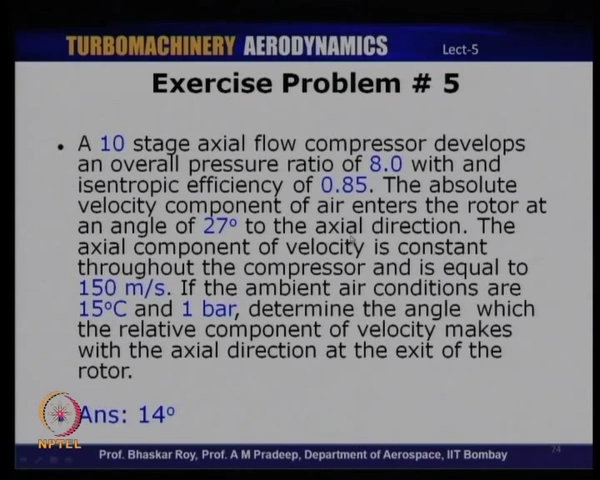 TURBOMACHINERY AERODYNAMICS
Lect-5
Exercise Problem # 5
• A 10 stage axial flow compressor develops
an overall pressure ratio of 8.0 with and
isentropic efficiency of 0.85. The absolute
velocity component of air enters the rotor at
an angle of 27º to the axial direction. The
axial component of velocity is constant
throughout the compressor and is equal to
150 m/s. If the ambient air conditions are
15ºC and 1 bar, determine the angle which
the relative component of velocity makes
with the axial direction at the exit of the
rotor.
Ans: 14º
NPTEL
Prof. Bhaskar Roy, Prof. A M Pradeep, Department of Aerospace, IIT Bombay
24